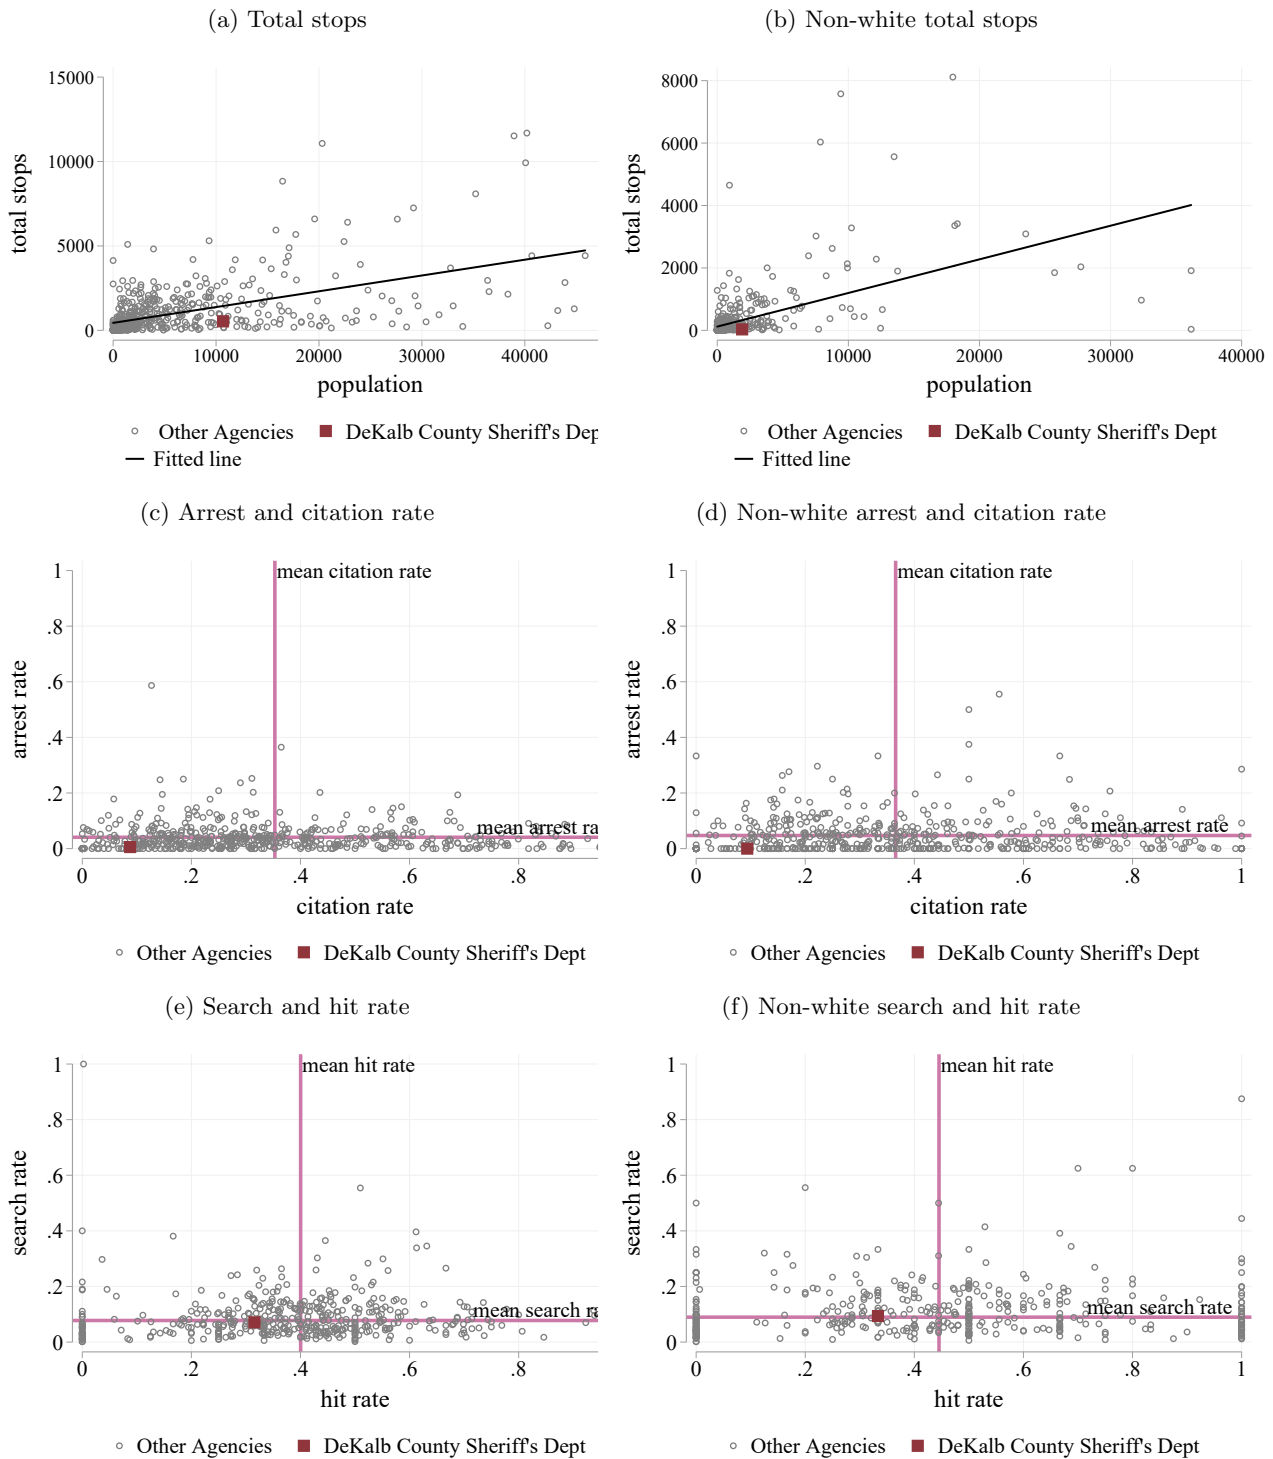 (a) Total stops
(b) Non-white total stops
15000
10000
5000
0
total stops
0
10000
20000
30000
40000
population
Other Agencies
DeKalb County Sheriff's Dep
Fitted line
8000
6000
4000
2000
0
total stops
0
10000
20000
30000
40000
population
Other Agencies
DeKalb County Sheriff's Dept
Fitted line
(c) Arrest and citation rate
(d) Non-white arrest and citation rate
1
.8
.6
.4
.2
0
arrest rate
mean citation rate
mean arrest ra
0
.2
.4
.6
.8
citation rate
Other Agencies
DeKalb County Sheriff's Dept
1
.8
.6
.4
.2
0
arrest rate
mean citation rate
mean arrest rate
0
.2
.4
.6
.8
1
citation rate
Other Agencies
DeKalb County Sheriff's Dept
(e) Search and hit rate
(f) Non-white search and hit rate
1
.8
.6
.4
.2
0
search rate
mean hit rate
mean search ra
0
.2
.4
.6
.8
hit rate
Other Agencies
DeKalb County Sheriff's Dept
1
.8
.6
.4
.2
0
search rate
mean hit rate
mean search rate
0
.2
.4
.6
.8
1
hit rate
Other Agencies
DeKalb County Sheriff's Dept